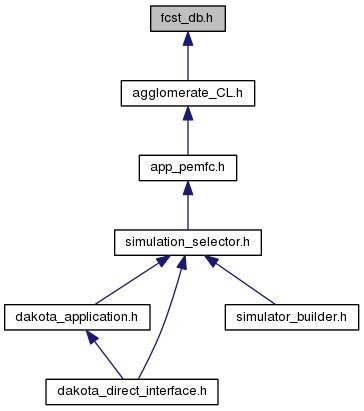 fcst_db.h
agglomerate_CL.h
app_pemfc.h
simulation_selector.h
dakota_application.h
simulator_builder.h
dakota_direct_interface.h